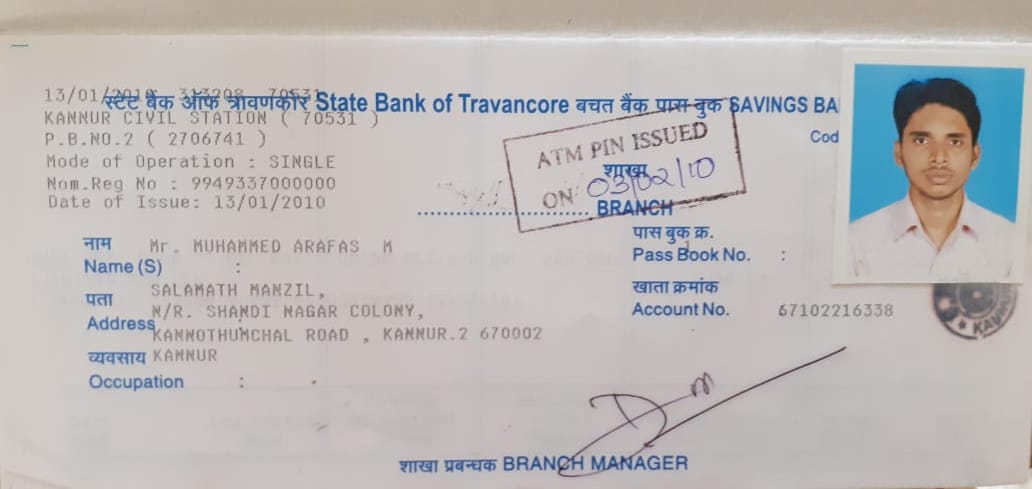 13/01/2010 313208 70531
स्टेट बैंक ऑफ त्रावणकोर State Bank of Travancore बचत बैंक पास बुक SAVINGS BA
KANNUR CIVIL STATION ( 70531 )
P.B.NO.2 ( 2706741 )
Cod
Mode of Operation : SINGLE
Nom.Reg No : 9949337000000
Date of Issue: 13/01/2010
ATM PIN ISSUED
ON 03/02/10
शाखा
BRANCH
नाम Mr. MUHAMMED ARAFAS M
Name (S) :
पास बुक क्र.
Pass Book No. :
पता SALAMATH MANZIL,
Address N/R. SHANDI NAGAR COLONY,
KANNOTHUMCHAL ROAD , KANNUR.2 670002
खाता क्रमांक
Account No. 67102216338
व्यवसाय KANNUR
Occupation :
शाखा प्रबन्धक BRANCH MANAGER